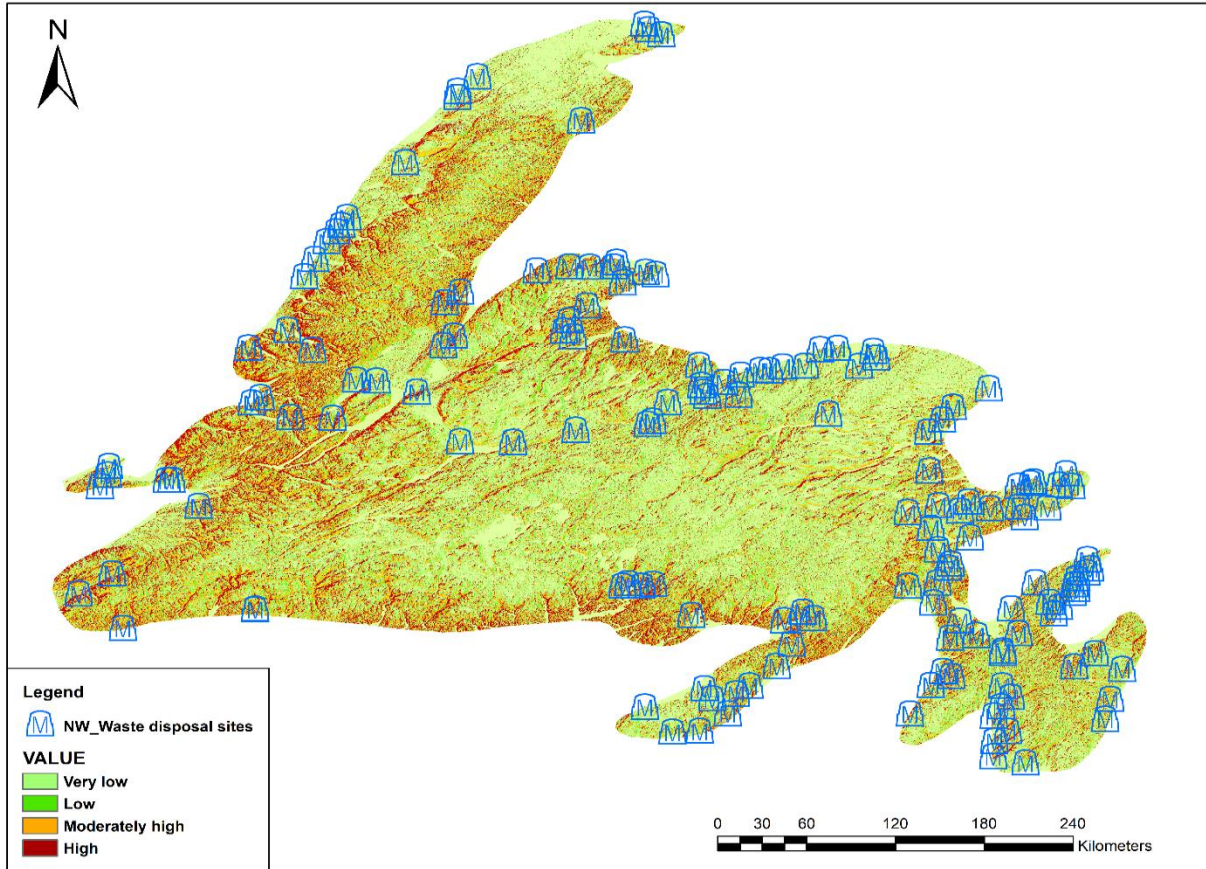 N
Legend
M NW_Waste disposal sites
VALUE
Very low
Low
Moderately high
High
0 30 60 120 180 240
Kilometers